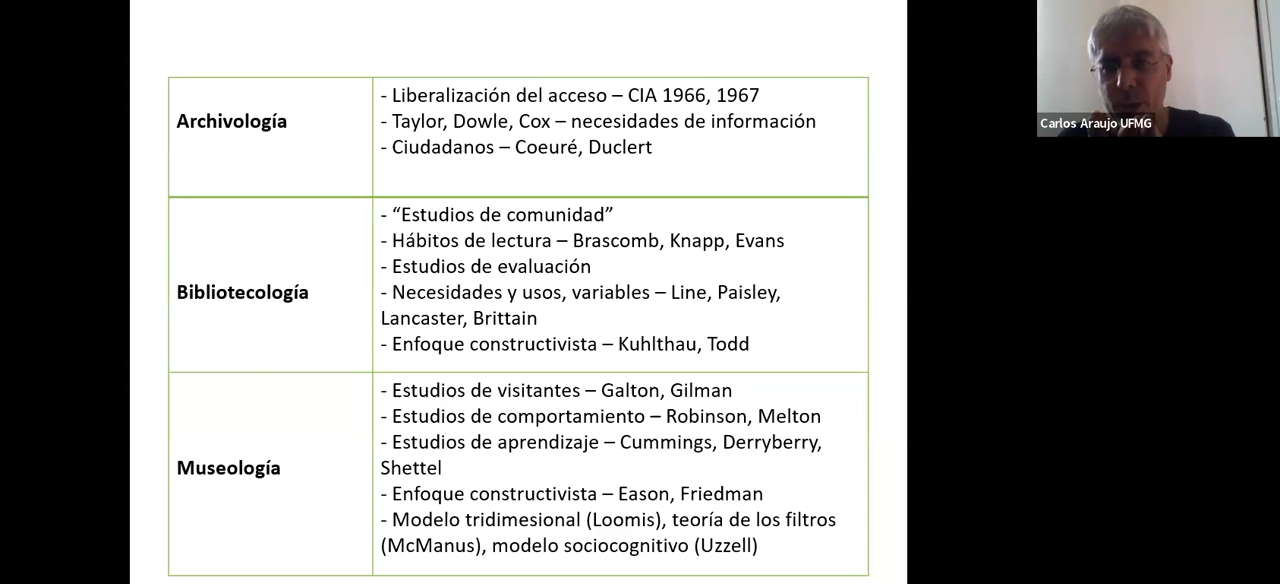 Archivología
- Liberalización del acceso – CIA 1966, 1967
- Taylor, Dowle, Cox – necesidades de información
- Ciudadanos – Coeuré, Duclert
Bibliotecología
- “Estudios de comunidad”
- Hábitos de lectura – Brascomb, Knapp, Evans
- Estudios de evaluación
- Necesidades y usos, variables – Line, Paisley,
Lancaster, Brittain
- Enfoque constructivista – Kuhlthau, Todd
Museología
- Estudios de visitantes – Galton, Gilman
- Estudios de comportamiento – Robinson, Melton
- Estudios de aprendizaje – Cummings, Derryberry,
Shettel
- Enfoque constructivista – Eason, Friedman
- Modelo tridimesional (Loomis), teoría de los filtros
(McManus), modelo sociocognitivo (Uzzell)
Carlos Araujo UFMG